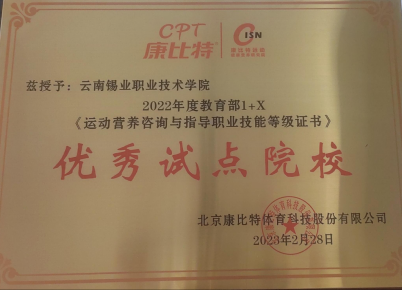 CPT
康比特
ISN
兹授予：云南锡业职业技术学院
2022年度教育部1+X
《运动营养咨询与指导职业技能等级证书》
优秀试点院校
北京康比特体育科技股份有限公司
2023年2月28日